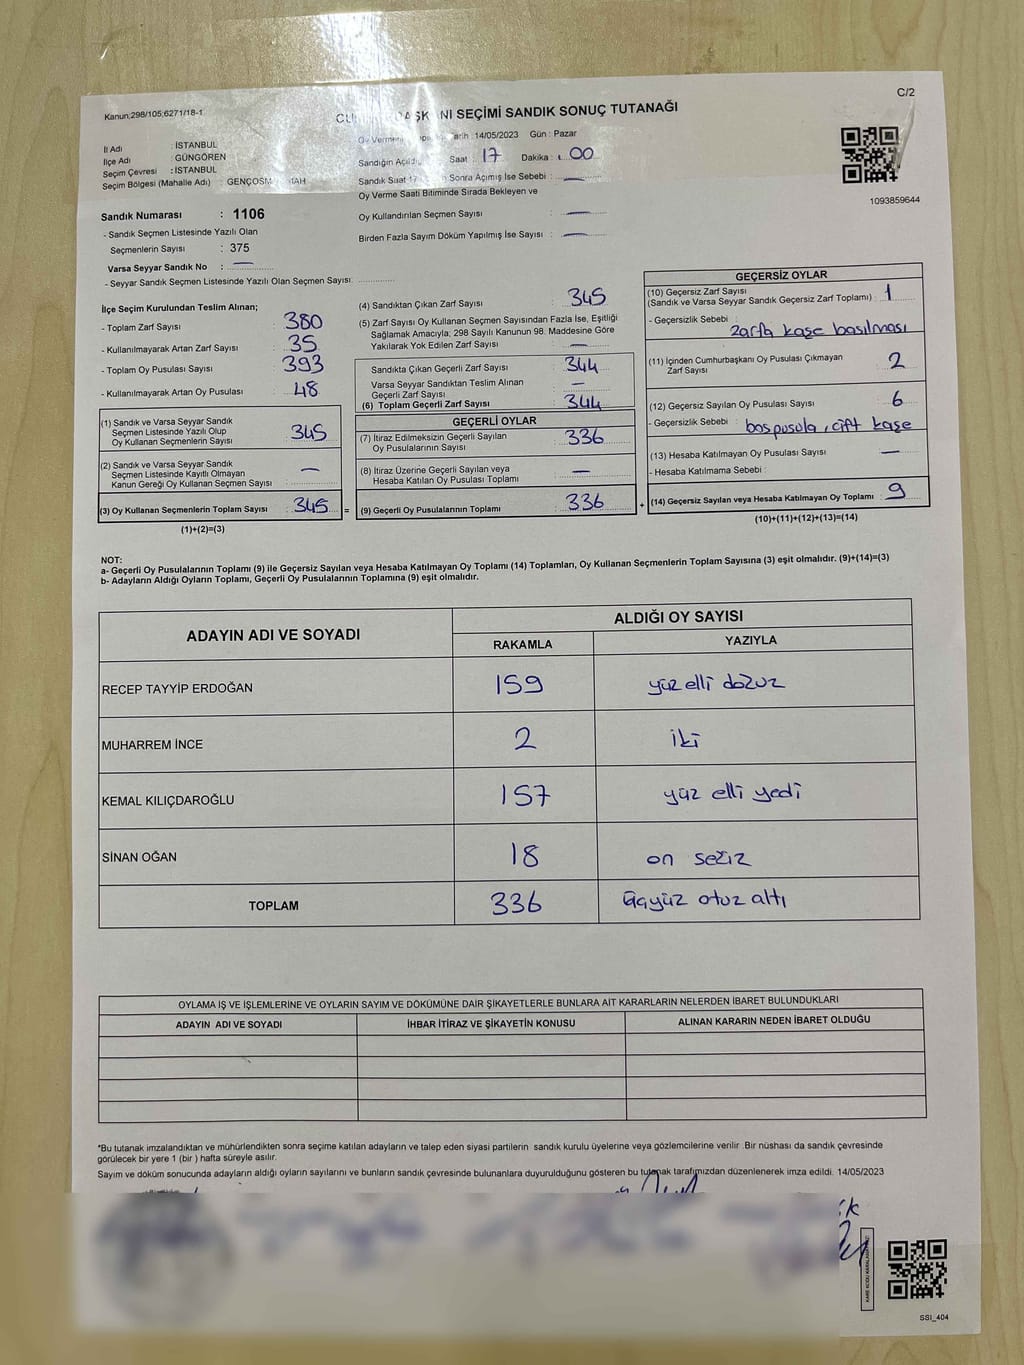 Kanun;298/105;6271/18-1
C/2
SEÇİMİ SANDIK SONUÇ TUTANAĞI
İl Adı : İSTANBUL
İlçe Adı : GÜNGÖREN
Seçim Çevresi : İSTANBUL
Seçim Bölgesi (Mahalle Adı) :
14/05/2023 Gün : Pazar
Saat : 17 Dakika : 00
Sandık Saat Sonra Açımış İse Sebebi :
Oy Verme Saati Bitiminde Sırada Bekleyen ve
Oy Kullandırılan Seçmen Sayısı :
Birden Fazla Sayım Döküm Yapılmış İse Sayısı :
1093859644
Sandık Numarası : 1106
- Sandık Seçmen Listesinde Yazılı Olan
Seçmenlerin Sayısı : 375
Varsa Seyyar Sandık No : —
- Seyyar Sandık Seçmen Listesinde Yazılı Olan Seçmen Sayısı:
İlçe Seçim Kurulundan Teslim Alınan;
- Toplam Zarf Sayısı : 380
- Kullanılmayarak Artan Zarf Sayısı : 35
- Toplam Oy Pusulası Sayısı : 393
- Kullanılmayarak Artan Oy Pusulası : 48
(1) Sandık ve Varsa Seyyar Sandık
Seçmen Listesinde Yazılı Olup
Oy Kullanan Seçmenlerin Sayısı : 345
(2) Sandık ve Varsa Seyyar Sandık
Seçmen Listesinde Kayıtlı Olmayan
Kanun Gereği Oy Kullanan Seçmen Sayısı : —
(3) Oy Kullanan Seçmenlerin Toplam Sayısı : 345 =
(1)+(2)=(3)
(4) Sandıktan Çıkan Zarf Sayısı : 345
(5) Zarf Sayısı Oy Kullanan Seçmen Sayısından Fazla İse, Eşitliği
Sağlamak Amacıyla, 298 Sayılı Kanunun 98. Maddesine Göre
Yakılarak Yok Edilen Zarf Sayısı : —
Sandıkta Çıkan Geçerli Zarf Sayısı : 344
Varsa Seyyar Sandıktan Teslim Alınan
Geçerli Zarf Sayısı : —
(6) Toplam Geçerli Zarf Sayısı : 344
GEÇERLİ OYLAR
(7) İtiraz Edilmeksizin Geçerli Sayılan
Oy Pusulalarının Sayısı : 336
(8) İtiraz Üzerine Geçerli Sayılan veya
Hesaba Katılan Oy Pusulası Toplamı : —
(9) Geçerli Oy Pusulalarının Toplamı : 336 +
GEÇERSİZ OYLAR
(10) Geçersiz Zarf Sayısı
(Sandık ve Varsa Seyyar Sandık Geçersiz Zarf Toplamı) : 1
- Geçersizlik Sebebi :
zarfa kaşe basılması
(11) İçinden Cumhurbaşkanı Oy Pusulası Çıkmayan
Zarf Sayısı : 2
(12) Geçersiz Sayılan Oy Pusulası Sayısı : 6
- Geçersizlik Sebebi : boş pusula, çift kaşe
(13) Hesaba Katılmayan Oy Pusulası Sayısı : —
- Hesaba Katılmama Sebebi :
(14) Geçersiz Sayılan veya Hesaba Katılmayan Oy Toplamı : 9
(10)+(11)+(12)+(13)=(14)
NOT:
a- Geçerli Oy Pusulalarının Toplamı (9) ile Geçersiz Sayılan veya Hesaba Katılmayan Oy Toplamı (14) Toplamları, Oy Kullanan Seçmenlerin Toplam Sayısına (3) eşit olmalıdır. (9)+(14)=(3)
b- Adayların Aldığı Oyların Toplamı, Geçerli Oy Pusulalarının Toplamına (9) eşit olmalıdır.
ADAYIN ADI VE SOYADI
ALDIĞI OY SAYISI
RAKAMLA YAZIYLA
RECEP TAYYİP ERDOĞAN 159 yüz elli dokuz
MUHARREM İNCE 2 iki
KEMAL KILIÇDAROĞLU 157 yüz elli yedi
SİNAN OĞAN 18 on sekiz
TOPLAM 336 üçyüz otuz altı
OYLAMA İŞ VE İŞLEMLERİNE VE OYLARIN SAYIM VE DÖKÜMÜNE DAİR ŞİKAYETLERLE BUNLARA AİT KARARLARIN NELERDEN İBARET BULUNDUKLARI
ADAYIN ADI VE SOYADI İHBAR İTİRAZ VE ŞİKAYETİN KONUSU ALINAN KARARIN NEDEN İBARET OLDUĞU
*Bu tutanak imzalandıktan ve mühürlendikten sonra seçime katılan adayların ve talep eden siyasi partilerin sandık kurulu üyelerine veya gözlemcilerine verilir .Bir nüshası da sandık çevresinde
görülecek bir yere 1 (bir ) hafta süreyle asılır.
Sayım ve döküm sonucunda adayların aldığı oyların sayılarını ve bunların sandık çevresinde bulunanlara duyurulduğunu gösteren bu tutanak tarafımızdan düzenlenerek imza edildi. 14/05/2023
SSI_404